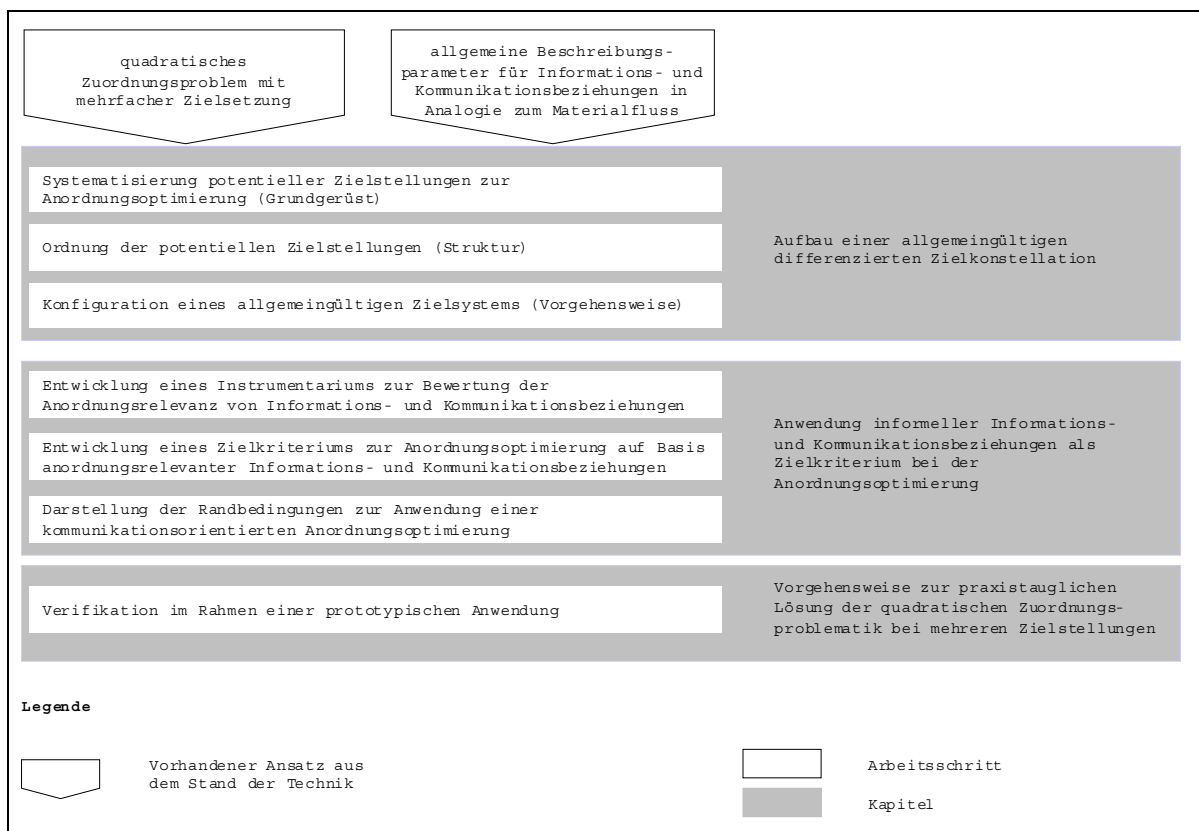 quadratisches
Zuordnungsproblem mit
mehrfacher Zielsetzung
allgemeine Beschreibungs-
parameter für Informations- und
Kommunikationsbeziehungen in
Analogie zum Materialfluss
Systematisierung potentieller Zielstellungen zur
Anordnungsoptimierung (Grundgerüst)
Ordnung der potentiellen Zielstellungen (Struktur)
Konfiguration eines allgemeingültigen Zielsystems (Vorgehensweise)
Aufbau einer allgemeingültigen
differenzierten Zielkonstellation
Entwicklung eines Instrumentariums zur Bewertung der
Anordnungsrelevanz von Informations- und Kommunikationsbeziehungen
Entwicklung eines Zielkriteriums zur Anordnungsoptimierung auf Basis
anordnungsrelevanter Informations- und Kommunikationsbeziehungen
Darstellung der Randbedingungen zur Anwendung einer
kommunikationsorientierten Anordnungsoptimierung
Anwendung informeller Informations-
und Kommunikationsbeziehungen als
Zielkriterium bei der
Anordnungsoptimierung
Verifikation im Rahmen einer prototypischen Anwendung
Vorgehensweise zur praxistauglichen
Lösung der quadratischen Zuordnungs-
problematik bei mehreren Zielstellungen
Legende
Vorhandener Ansatz aus
dem Stand der Technik
Arbeitsschritt
Kapitel